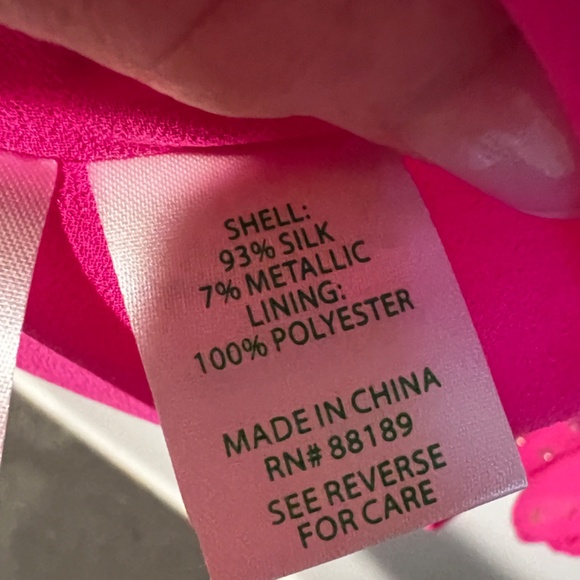 SHELL:
93% SILK
7% METALLIC
LINING:
100% POLYESTER
MADE IN CHINA
RN# 88189
SEE REVERSE
FOR CARE